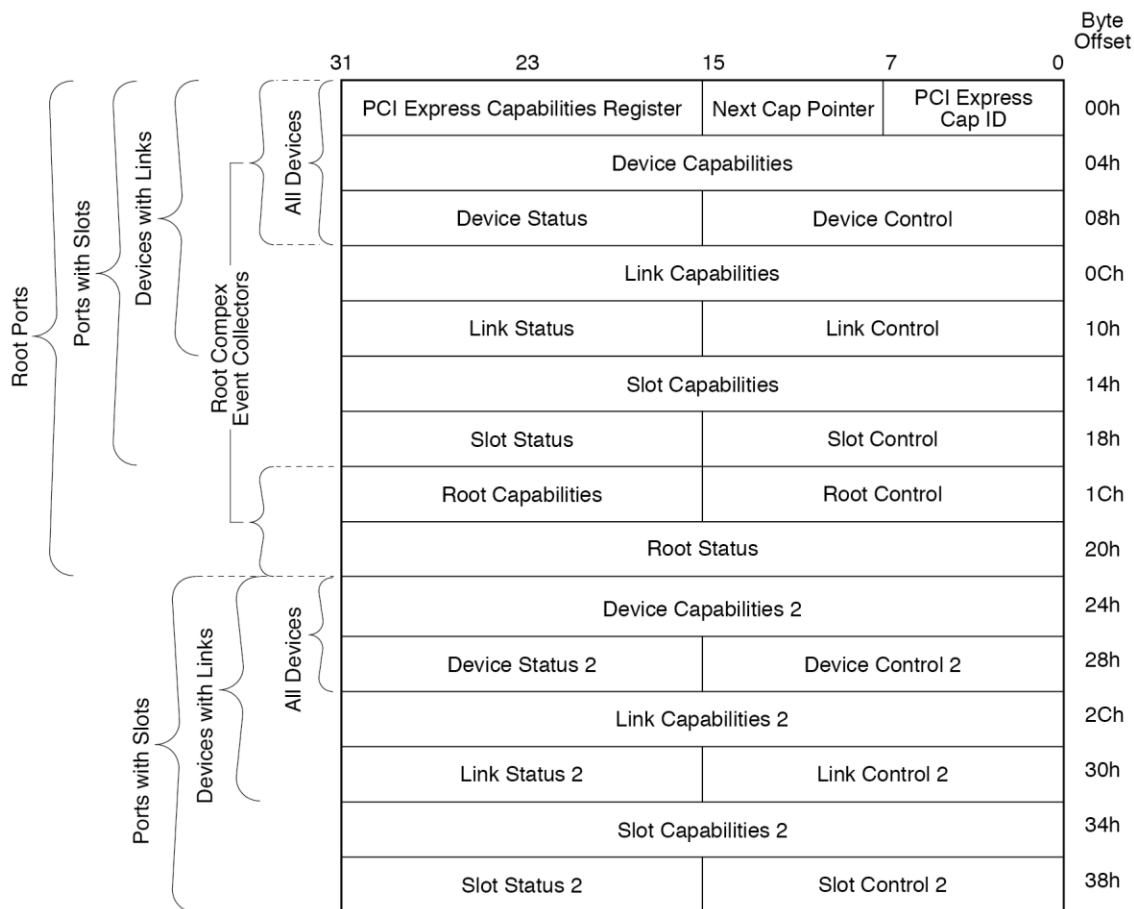 Byte
Offset
31 23 15 7 0
PCI Express Capabilities Register Next Cap Pointer PCI Express
Cap ID 00h
Device Capabilities 04h
Device Status Device Control 08h
Link Capabilities 0Ch
Link Status Link Control 10h
Slot Capabilities 14h
Slot Status Slot Control 18h
Root Capabilities Root Control 1Ch
Root Status 20h
Device Capabilities 2 24h
Device Status 2 Device Control 2 28h
Link Capabilities 2 2Ch
Link Status 2 Link Control 2 30h
Slot Capabilities 2 34h
Slot Status 2 Slot Control 2 38h
Root Ports
Ports with Slots
Devices with Links
Root Compex
Event Collectors
All Devices
Ports with Slots
Devices with Links
All Devices